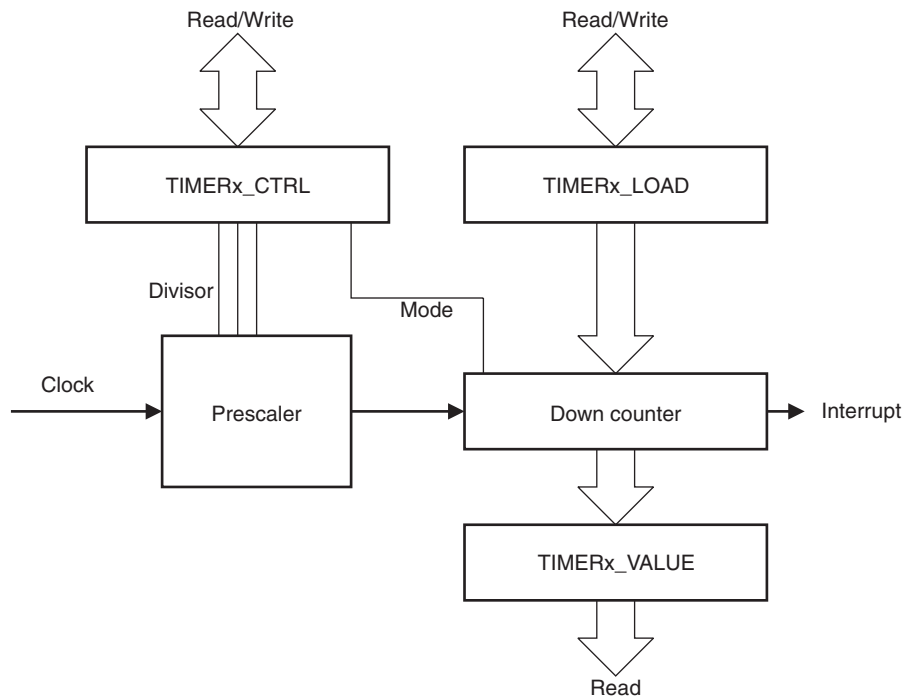 Read/Write
Read/Write
TIMERx_CTRL
TIMERx_LOAD
Divisor
Mode
Clock
Prescaler
Down counter
Interrupt
TIMERx_VALUE
Read